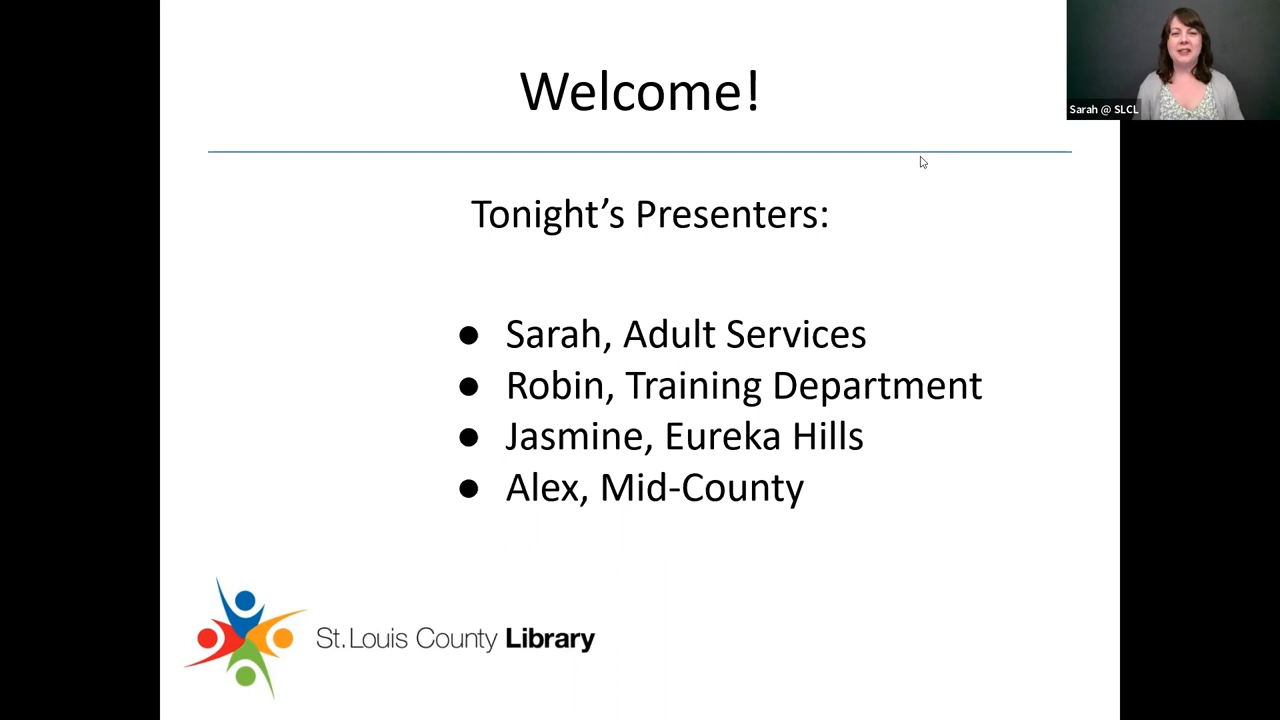 Welcome!
Sarah @ SLCL
Tonight’s Presenters:
● Sarah, Adult Services
● Robin, Training Department
● Jasmine, Eureka Hills
● Alex, Mid-County
St. Louis County Library